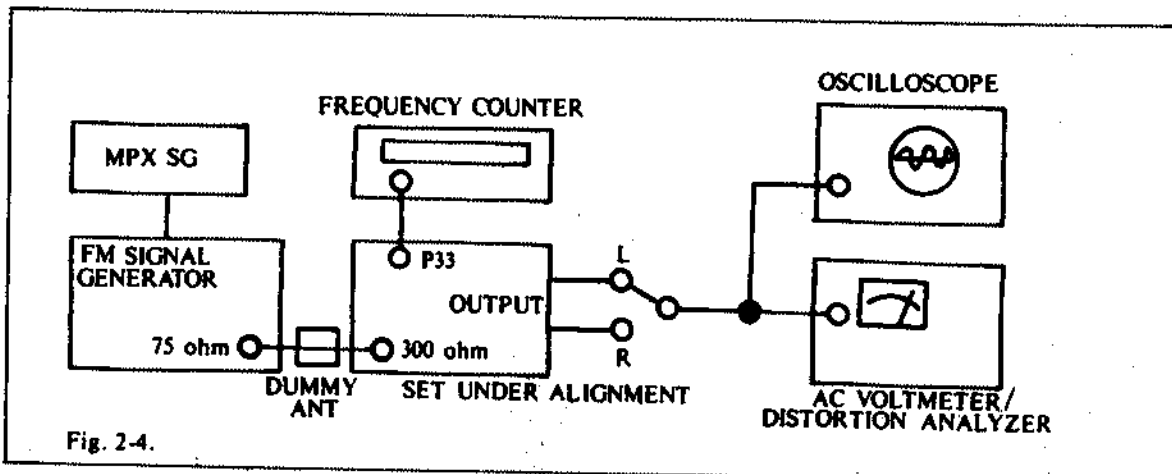 FREQUENCY COUNTER
OSCILLOSCOPE
MPX SG
FM SIGNAL
GENERATOR
P33
OUTPUT
L
R
75 ohm
300 ohm
DUMMY
ANT
SET UNDER ALIGNMENT
AC VOLTMETER/
DISTORTION ANALYZER
Fig. 2-4.